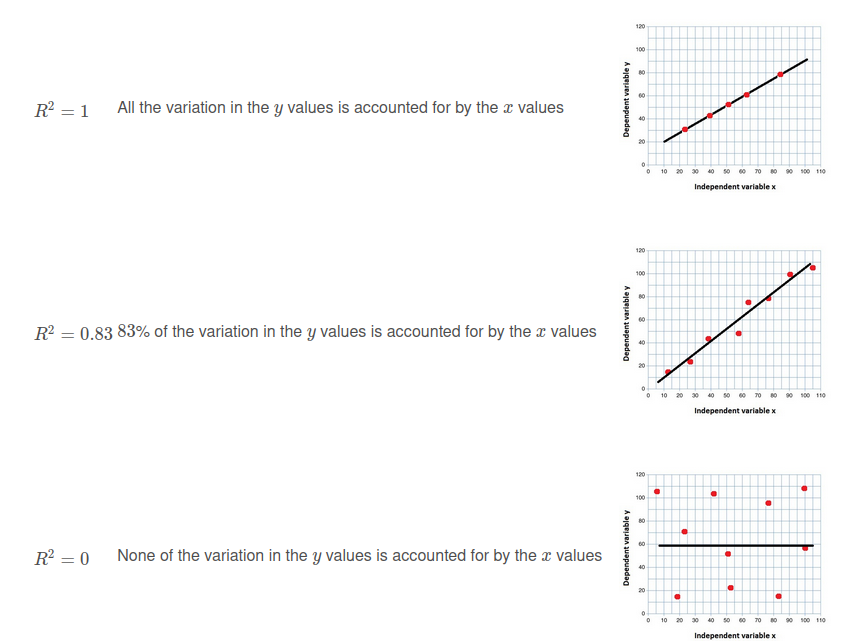 R² = 1 All the variation in the y values is accounted for by the x values
120
100
80
60
40
20
0
Dependent variable y
0 10 20 30 40 50 60 70 80 90 100 110
Independent variable x
R² = 0.83 83% of the variation in the y values is accounted for by the x values
120
100
80
60
40
20
0
Dependent variable y
0 10 20 30 40 50 60 70 80 90 100 110
Independent variable x
R² = 0 None of the variation in the y values is accounted for by the x values
120
100
80
60
40
20
0
Dependent variable y
0 10 20 30 40 50 60 70 80 90 100 110
Independent variable x